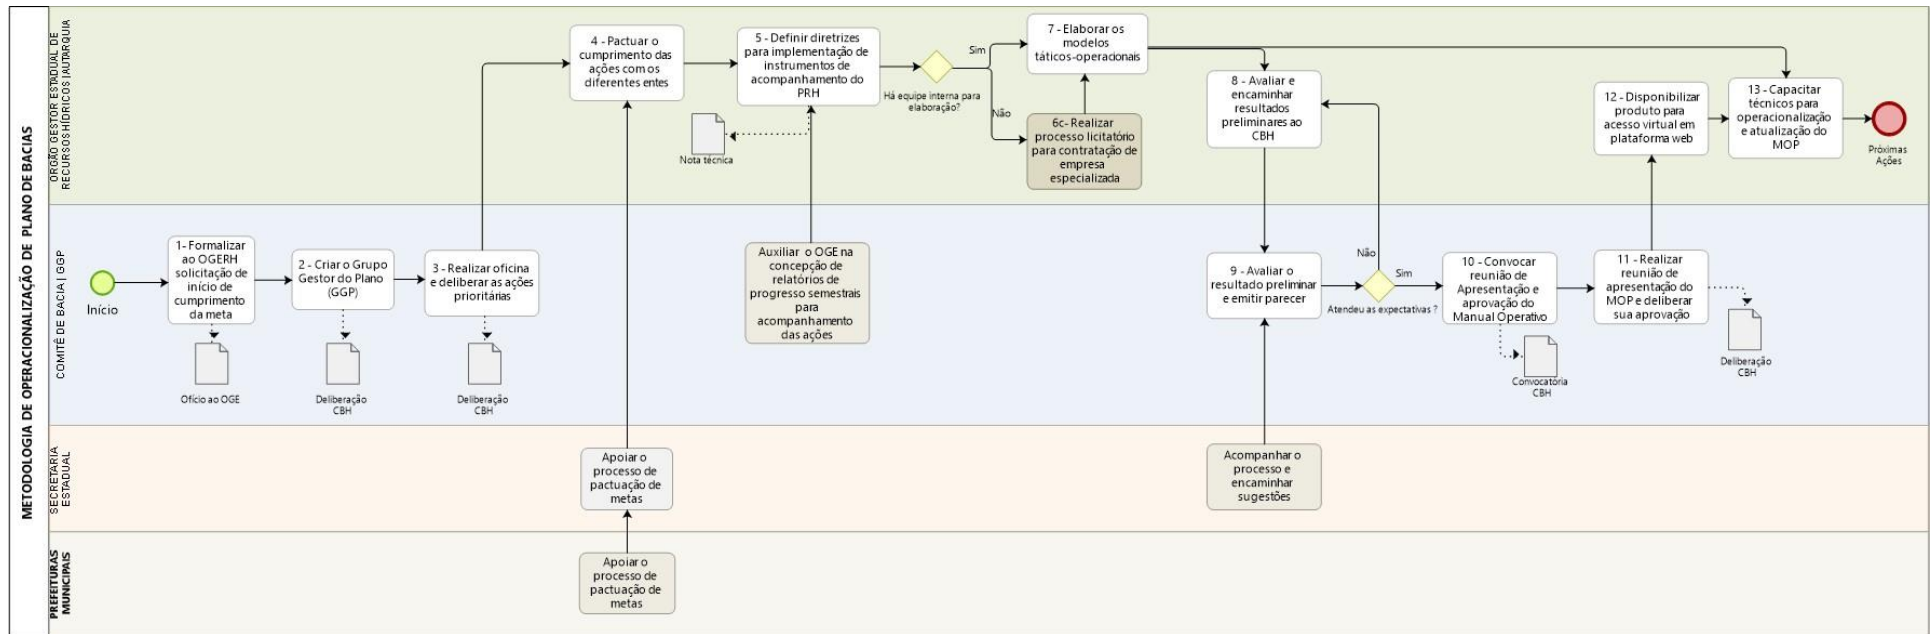 METODOLOGIA DE OPERACIONALIZAÇÃO DE PLANO DE BACIAS
ÓRGÃO GESTOR ESTADUAL DE
RECURSOS HÍDRICOS |AUTARQUIA
4 - Pactuar o
cumprimento das
ações com os
diferentes entes
5 - Definir diretrizes
para implementação de
instrumentos de
acompanhamento do
PRH
Nota técnica
Há equipe interna para
elaboração?
Sim
Não
7 - Elaborar os
modelos
táticos-operacionais
6c- Realizar
processo licitatório
para contratação de
empresa
especializada
8 - Avaliar e
encaminhar
resultados
preliminares ao
CBH
12 - Disponibilizar
produto para
acesso virtual em
plataforma web
13 - Capacitar
técnicos para
operacionalização
e atualização do
MOP
Próximas
Ações
COMITÊ DE BACIA | GGP
Início
1- Formalizar
ao OGERH
solicitação de
início de
cumprimento
da meta
Ofício ao OGE
2 - Criar o Grupo
Gestor do Plano
(GGP)
Deliberação
CBH
3 - Realizar oficina
e deliberar as ações
prioritárias
Deliberação
CBH
Auxiliar o OGE na
concepção de
relatórios de
progresso semestrais
para
acompanhamento
das ações
9 - Avaliar o
resultado preliminar
e emitir parecer
Não
Sim
Atendeu as expectativas ?
10 - Convocar
reunião de
Apresentação e
aprovação do
Manual Operativo
Convocatória
CBH
11 - Realizar
reunião de
apresentação do
MOP e deliberar
sua aprovação
Deliberação
CBH
SECRETARIA
ESTADUAL
Apoiar o
processo de
pactuação de
metas
Acompanhar o
processo e
encaminhar
sugestões
PREFEITURAS
MUNICIPAIS
Apoiar o
processo de
pactuação de
metas